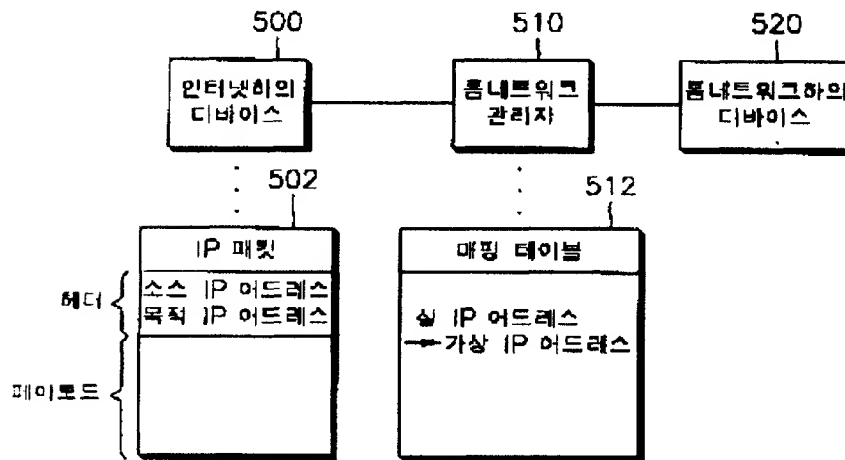 500
510
520
인터넷하의
디바이스
홈네트워크
관리자
홈네트워크하의
디바이스
502
512
IP 패킷
매핑 테이블
헤더
소스 IP 어드레스
목적 IP 어드레스
실 IP 어드레스
가상 IP 어드레스
페이로드